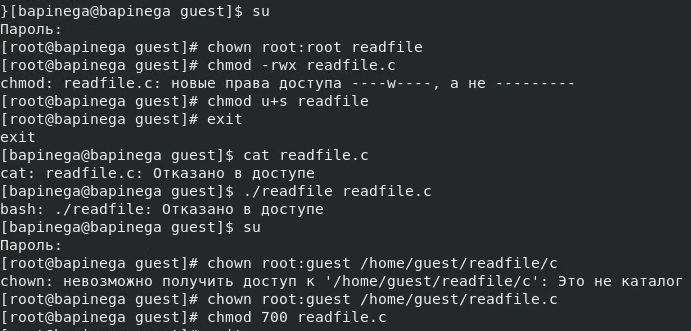 }[bapinega@bapinega guest]$ su
Пароль:
[root@bapinega guest]# chown root:root readfile
[root@bapinega guest]# chmod -rwx readfile.c
chmod: readfile.c: новые права доступа ----w----, а не ---------
[root@bapinega guest]# chmod u+s readfile
[root@bapinega guest]# exit
exit
[bapinega@bapinega guest]$ cat readfile.c
cat: readfile.c: Отказано в доступе
[bapinega@bapinega guest]$ ./readfile readfile.c
bash: ./readfile: Отказано в доступе
[bapinega@bapinega guest]$ su
Пароль:
[root@bapinega guest]# chown root:guest /home/guest/readfile/c
chown: невозможно получить доступ к '/home/guest/readfile/c': Это не каталог
[root@bapinega guest]# chown root:guest /home/guest/readfile.c
[root@bapinega guest]# chmod 700 readfile.c